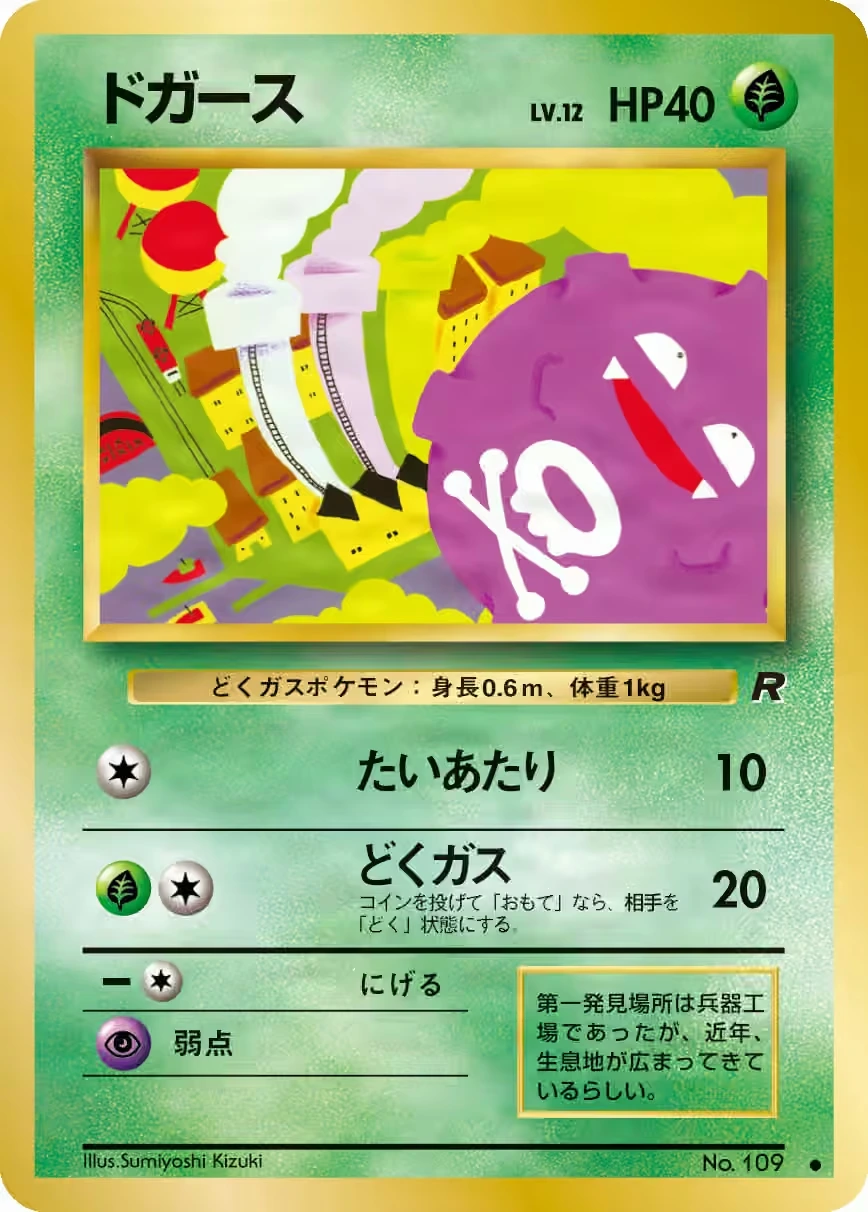 ドガース
LV.12 HP40
どくガスポケモン：身長0.6m、体重1kg
R
たいあたり 10
どくガス 20
コインを投げて「おもて」なら、相手を
「どく」状態にする。
ー にげる
弱点
第一発見場所は兵器工
場であったが、近年、
生息地が広まってきて
いるらしい。
Illus.Sumiyoshi Kizuki
No. 109